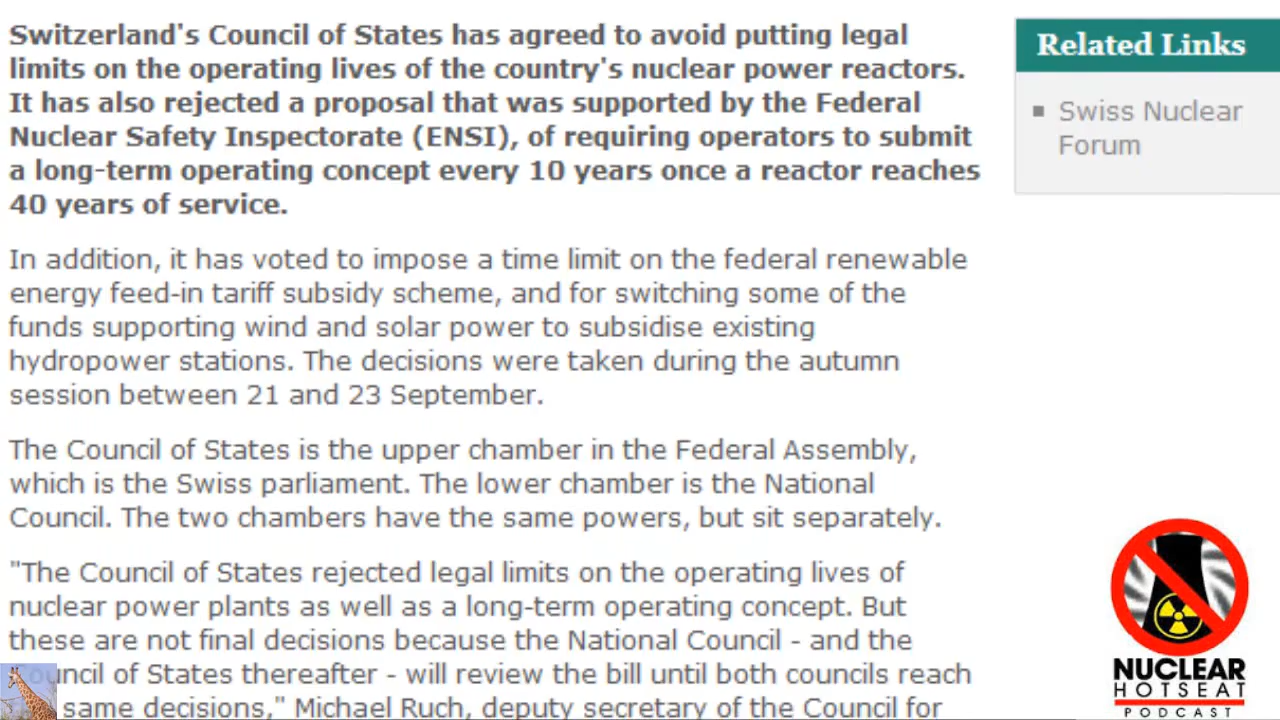 Switzerland's Council of States has agreed to avoid putting legal
limits on the operating lives of the country's nuclear power reactors.
It has also rejected a proposal that was supported by the Federal
Nuclear Safety Inspectorate (ENSI), of requiring operators to submit
a long-term operating concept every 10 years once a reactor reaches
40 years of service.
In addition, it has voted to impose a time limit on the federal renewable
energy feed-in tariff subsidy scheme, and for switching some of the
funds supporting wind and solar power to subsidise existing
hydropower stations. The decisions were taken during the autumn
session between 21 and 23 September.
The Council of States is the upper chamber in the Federal Assembly,
which is the Swiss parliament. The lower chamber is the National
Council. The two chambers have the same powers, but sit separately.
"The Council of States rejected legal limits on the operating lives of
nuclear power plants as well as a long-term operating concept. But
these are not final decisions because the National Council - and the
Council of States thereafter - will review the bill until both councils reach
same decisions," Michael Ruch, deputy secretary of the Council for
Related Links
Swiss Nuclear
Forum
NUCLEAR
HOTSEAT
PODCAST